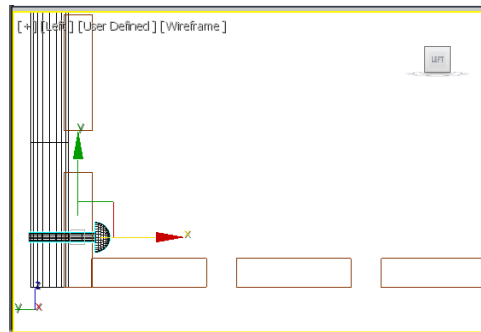 [+] [Left] [User Defined] [Wireframe]
LEFT
y
x
z
y x